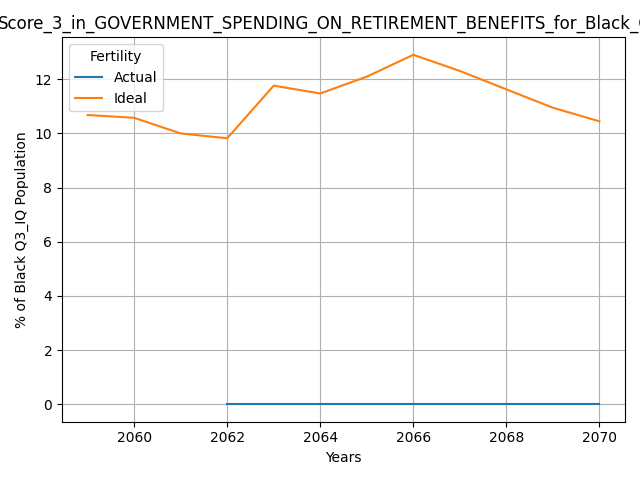 Score_3_in_GOVERNMENT_SPENDING_ON_RETIREMENT_BENEFITS_for_Black_
Fertility
Actual
Ideal
12
10
8
6
4
2
0
% of Black Q3_IQ Population
2060 2062 2064 2066 2068 2070
Years